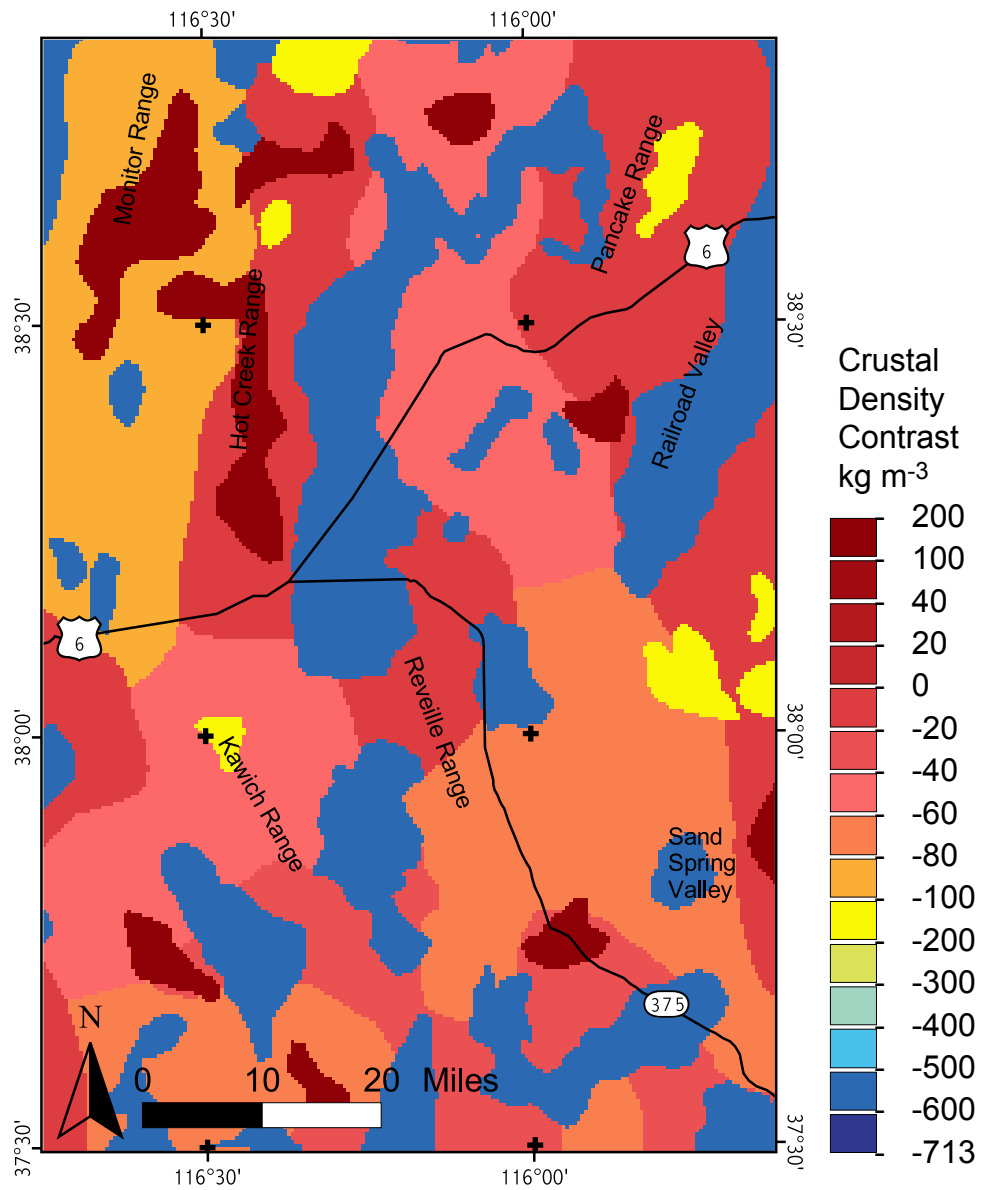 116°30'
116°00'
Monitor Range
Pancake Range
6
Hot Creek Range
38°30'
38°30'
Railroad Valley
Crustal
Density
Contrast
kg m-3
200
100
40
20
0
-20
-40
-60
-80
-100
-200
-300
-400
-500
-600
-713
6
Reveille Range
38°00'
38°00'
Kawich Range
Sand
Spring
Valley
375
N
0 10 20 Miles
37°30'
37°30'
116°30'
116°00'